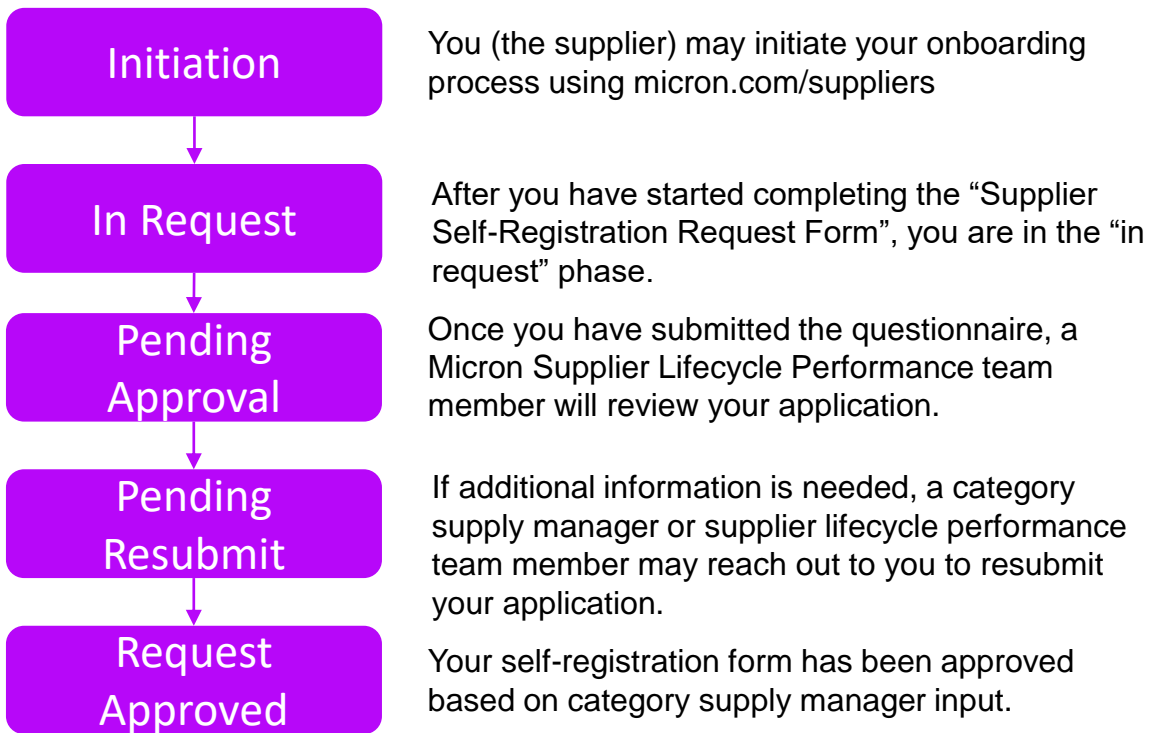 Initiation
You (the supplier) may initiate your onboarding
process using micron.com/suppliers
In Request
After you have started completing the “Supplier
Self-Registration Request Form”, you are in the “in
request” phase.
Pending
Approval
Once you have submitted the questionnaire, a
Micron Supplier Lifecycle Performance team
member will review your application.
Pending
Resubmit
If additional information is needed, a category
supply manager or supplier lifecycle performance
team member may reach out to you to resubmit
your application.
Request
Approved
Your self-registration form has been approved
based on category supply manager input.